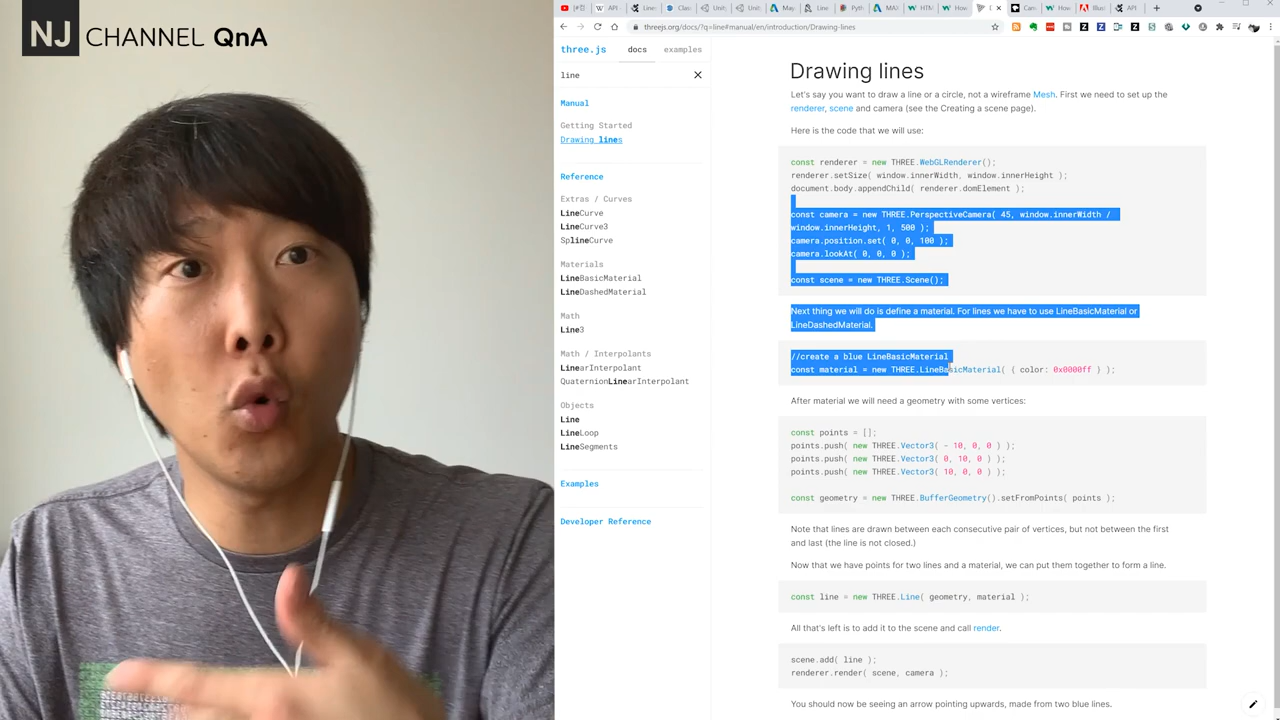 NJ CHANNEL QnA
threejs.org/docs/?q=line#manual/en/introduction/Drawing-lines
three.js docs examples
line
Manual
Getting Started
Drawing lines
Reference
Extras / Curves
LineCurve
LineCurve3
SplineCurve
Materials
LineBasicMaterial
LineDashedMaterial
Math
Line3
Math / Interpolants
LinearInterpolant
QuaternionLinearInterpolant
Objects
Line
LineLoop
LineSegments
Examples
Developer Reference
Drawing lines
Let's say you want to draw a line or a circle, not a wireframe Mesh. First we need to set up the
renderer, scene and camera (see the Creating a scene page).
Here is the code that we will use:
const renderer = new THREE.WebGLRenderer();
renderer.setSize( window.innerWidth, window.innerHeight );
document.body.appendChild( renderer.domElement );
const camera = new THREE.PerspectiveCamera( 45, window.innerWidth /
window.innerHeight, 1, 500 );
camera.position.set( 0, 0, 100 );
camera.lookAt( 0, 0, 0 );
const scene = new THREE.Scene();
Next thing we will do is define a material. For lines we have to use LineBasicMaterial or
LineDashedMaterial.
//create a blue LineBasicMaterial
const material = new THREE.LineBasicMaterial( { color: 0x0000ff } );
After material we will need a geometry with some vertices:
const points = [];
points.push( new THREE.Vector3( - 10, 0, 0 ) );
points.push( new THREE.Vector3( 0, 10, 0 ) );
points.push( new THREE.Vector3( 10, 0, 0 ) );
const geometry = new THREE.BufferGeometry().setFromPoints( points );
Note that lines are drawn between each consecutive pair of vertices, but not between the first
and last (the line is not closed.)
Now that we have points for two lines and a material, we can put them together to form a line.
const line = new THREE.Line( geometry, material );
All that's left is to add it to the scene and call render.
scene.add( line );
renderer.render( scene, camera );
You should now be seeing an arrow pointing upwards, made from two blue lines.